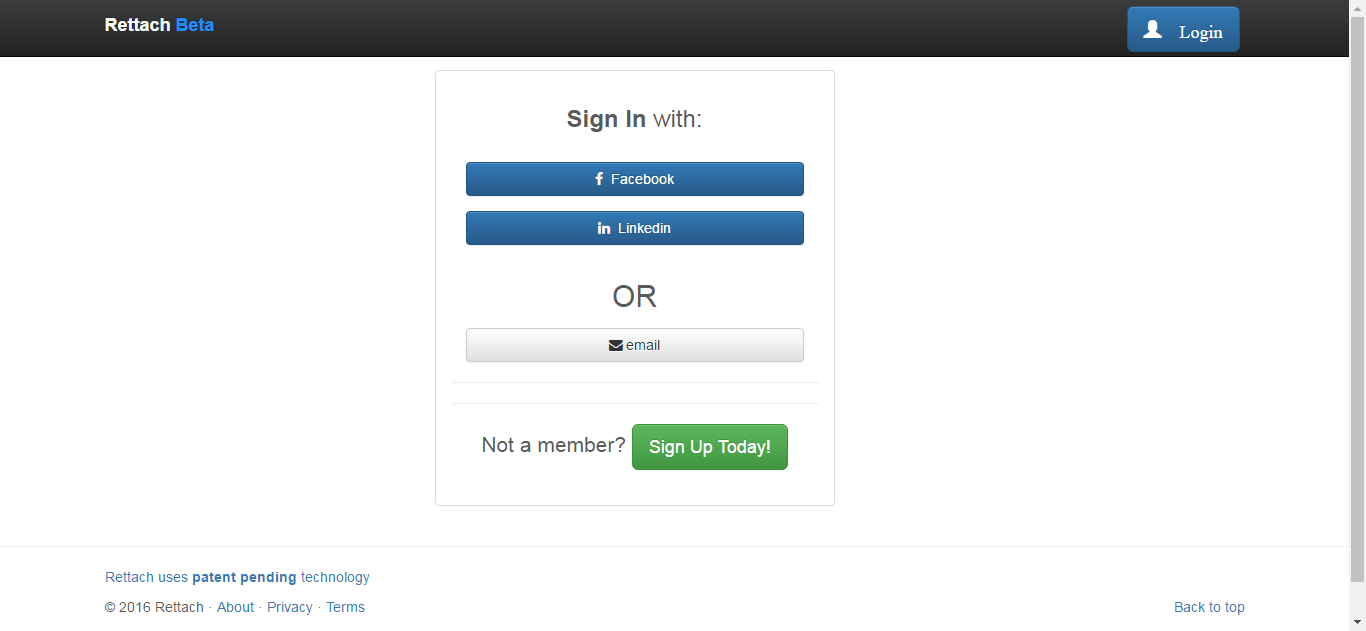 Rettach Beta
Login
Sign In with:
Facebook
Linkedin
OR
email
Not a member? Sign Up Today!
Rettach uses patent pending technology
© 2016 Rettach · About · Privacy · Terms
Back to top